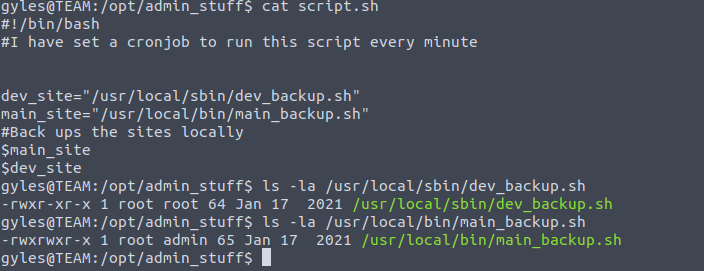 gyles@TEAM:/opt/admin_stuff$ cat script.sh
#!/bin/bash
#I have set a cronjob to run this script every minute
dev_site="/usr/local/sbin/dev_backup.sh"
main_site="/usr/local/bin/main_backup.sh"
#Back ups the sites locally
$main_site
$dev_site
gyles@TEAM:/opt/admin_stuff$ ls -la /usr/local/sbin/dev_backup.sh
-rwxr-xr-x 1 root root 64 Jan 17  2021 /usr/local/sbin/dev_backup.sh
gyles@TEAM:/opt/admin_stuff$ ls -la /usr/local/bin/main_backup.sh
-rwxrwxr-x 1 root admin 65 Jan 17  2021 /usr/local/bin/main_backup.sh
gyles@TEAM:/opt/admin_stuff$